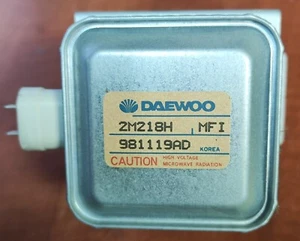 DAEWOO
2M218H MFI
981119AD KOREA
CAUTION HIGH VOLTAGE
MICROWAVE RADIATION